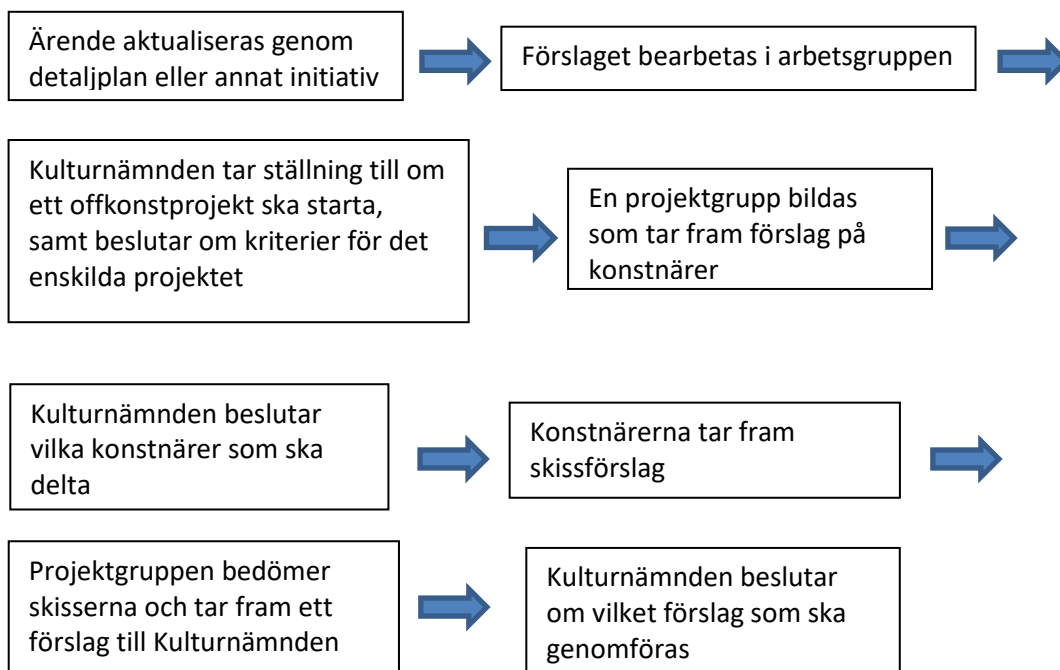 Ärende aktualiseras genom
detaljplan eller annat initiativ
Förslaget bearbetas i arbetsgruppen
Kulturnämnden tar ställning till om
ett offkonstprojekt ska starta,
samt beslutar om kriterier för det
enskilda projektet
En projektgrupp bildas
som tar fram förslag på
konstnärer
Kulturnämnden beslutar
vilka konstnärer som ska
delta
Konstnärerna tar fram
skissförslag
Projektgruppen bedömer
skisserna och tar fram ett
förslag till Kulturnämnden
Kulturnämnden beslutar
om vilket förslag som ska
genomföras